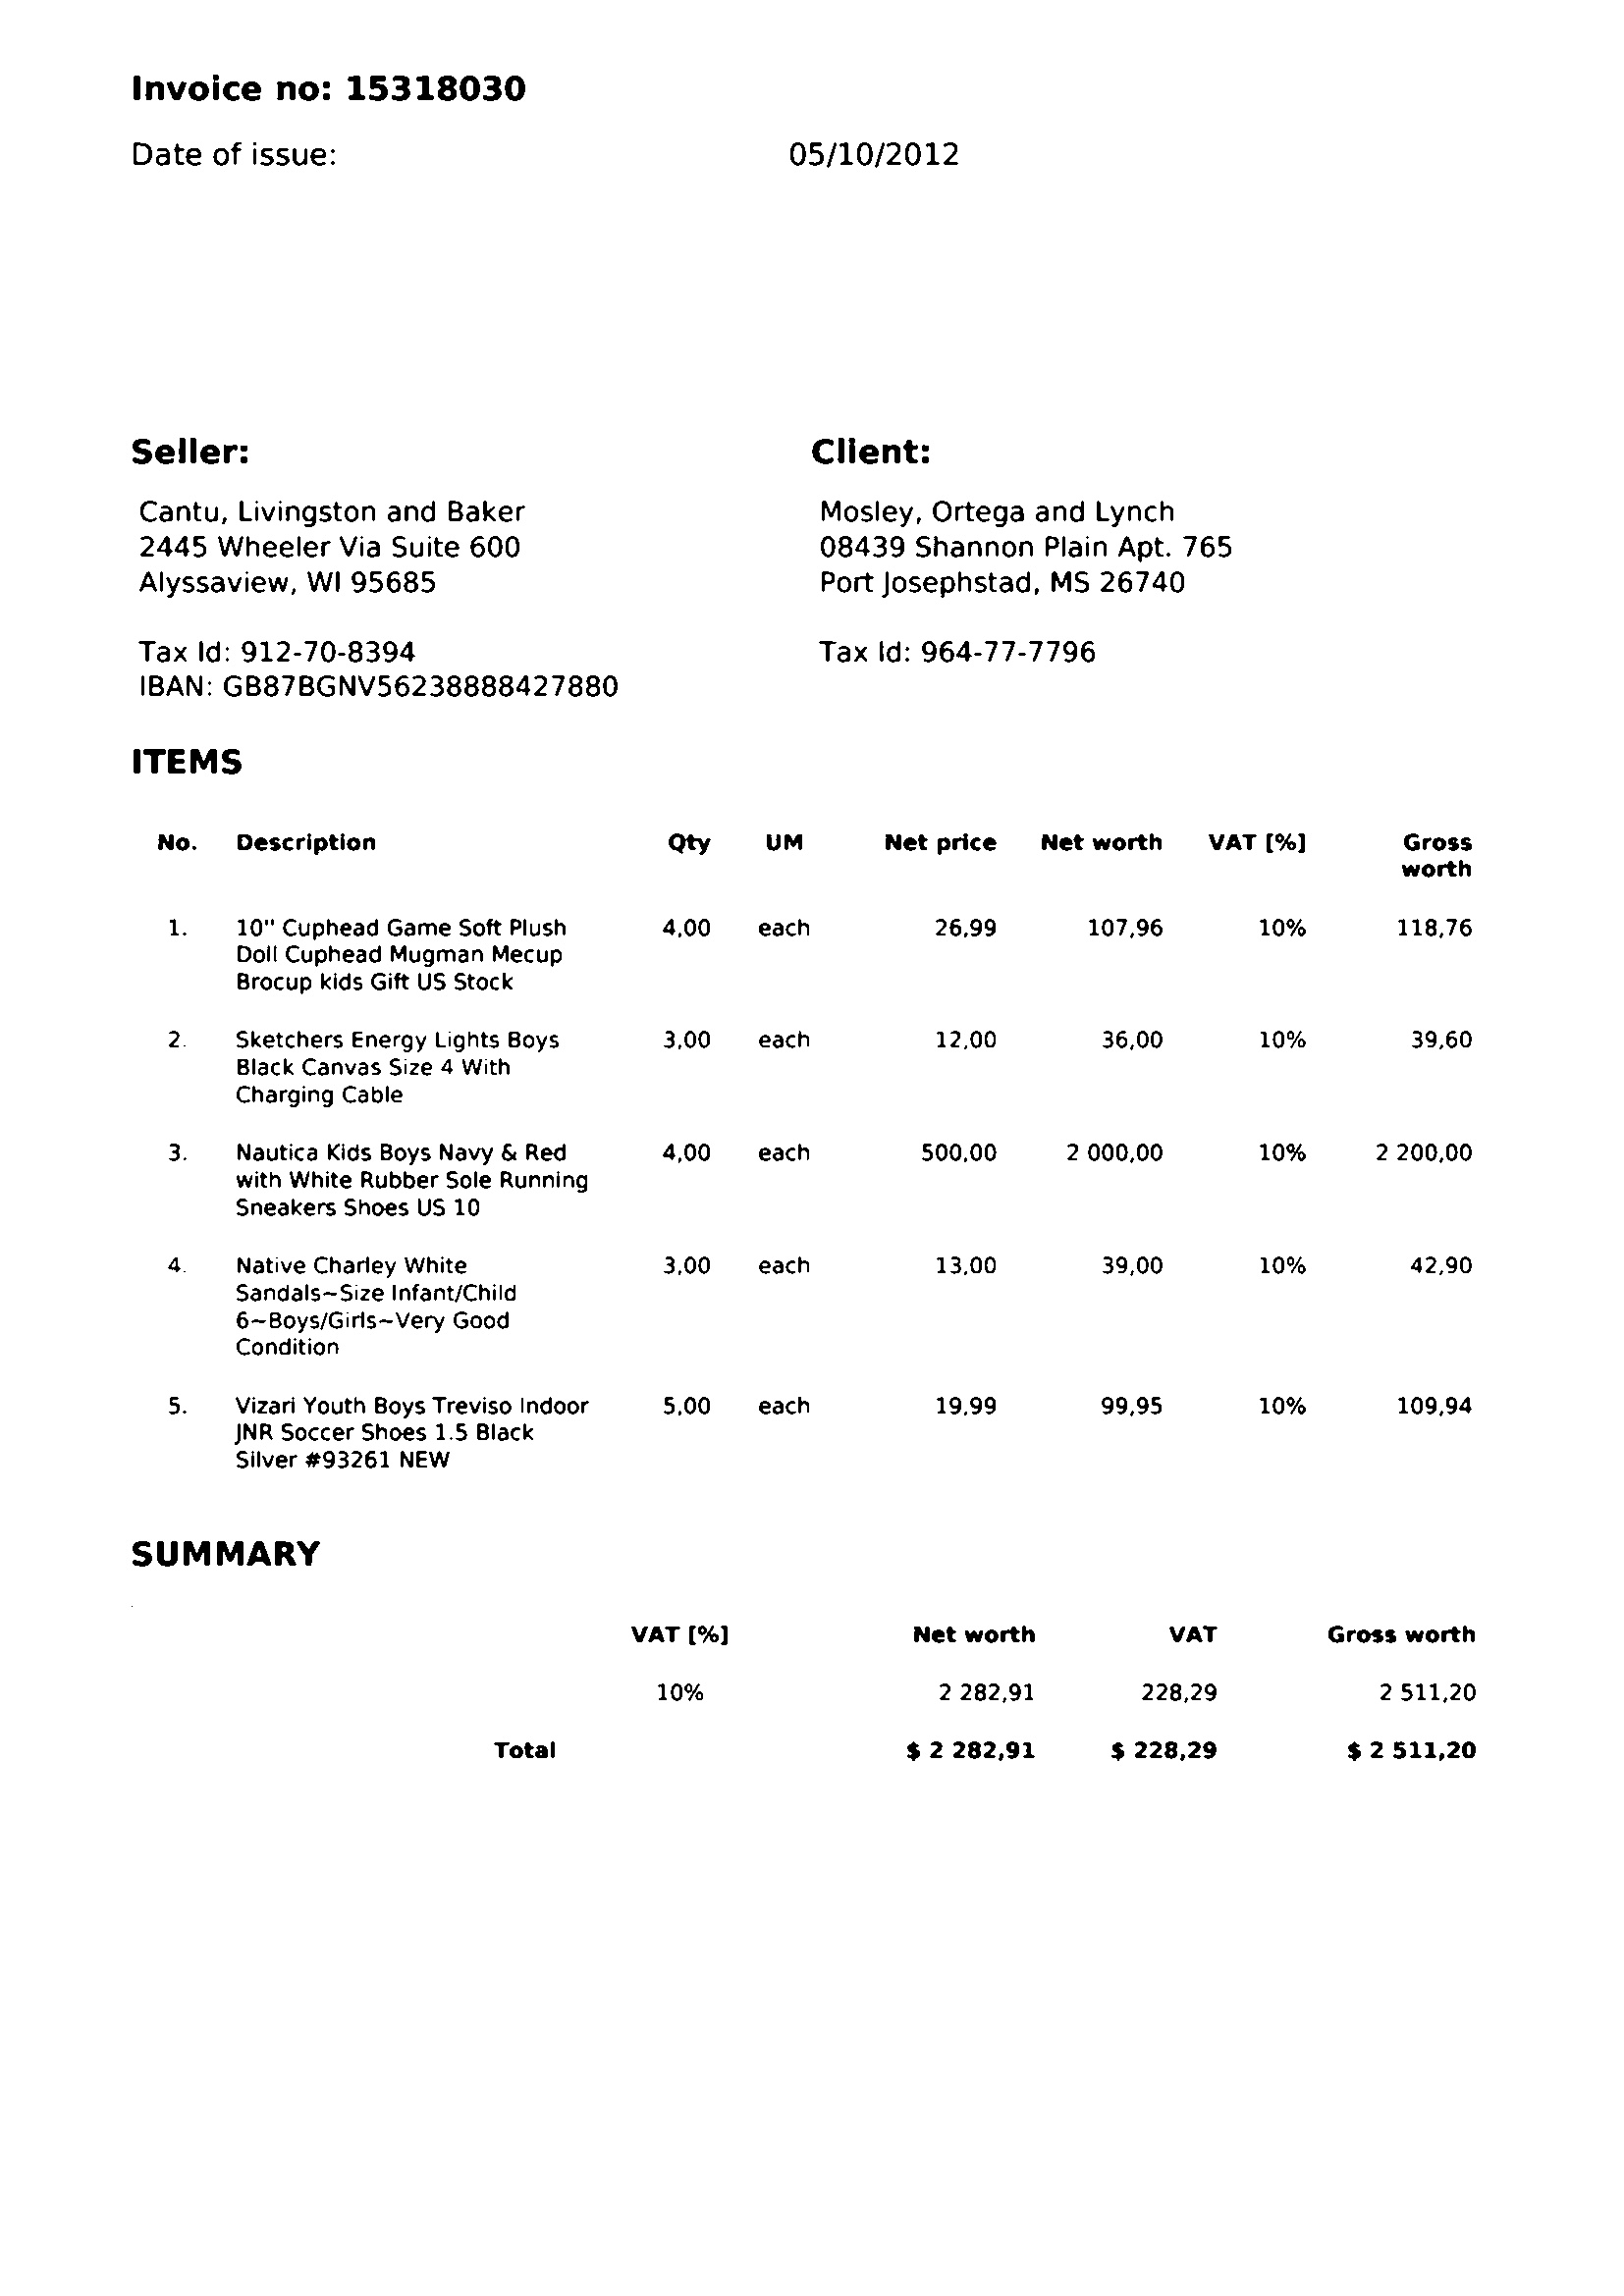 Invoice no: 15318030
Date of issue: 05/10/2012
Seller:
Cantu, Livingston and Baker
2445 Wheeler Via Suite 600
Alyssaview, WI 95685
Tax Id: 912-70-8394
IBAN: GB87BGNV56238888427880
Client:
Mosley, Ortega and Lynch
08439 Shannon Plain Apt. 765
Port Josephstad, MS 26740
Tax Id: 964-77-7796
ITEMS
No. Description Qty UM Net price Net worth VAT [%] Gross
worth
1. 10" Cuphead Game Soft Plush 4,00 each 26,99 107,96 10% 118,76
Doll Cuphead Mugman Mecup
Brocup kids Gift US Stock
2. Sketchers Energy Lights Boys 3,00 each 12,00 36,00 10% 39,60
Black Canvas Size 4 With
Charging Cable
3. Nautica Kids Boys Navy & Red 4,00 each 500,00 2 000,00 10% 2 200,00
with White Rubber Sole Running
Sneakers Shoes US 10
4. Native Charley White 3,00 each 13,00 39,00 10% 42,90
Sandals~Size Infant/Child
6~Boys/Girls~Very Good
Condition
5. Vizari Youth Boys Treviso Indoor 5,00 each 19,99 99,95 10% 109,94
JNR Soccer Shoes 1.5 Black
Silver #93261 NEW
SUMMARY
VAT [%] Net worth VAT Gross worth
10% 2 282,91 228,29 2 511,20
Total $ 2 282,91 $ 228,29 $ 2 511,20